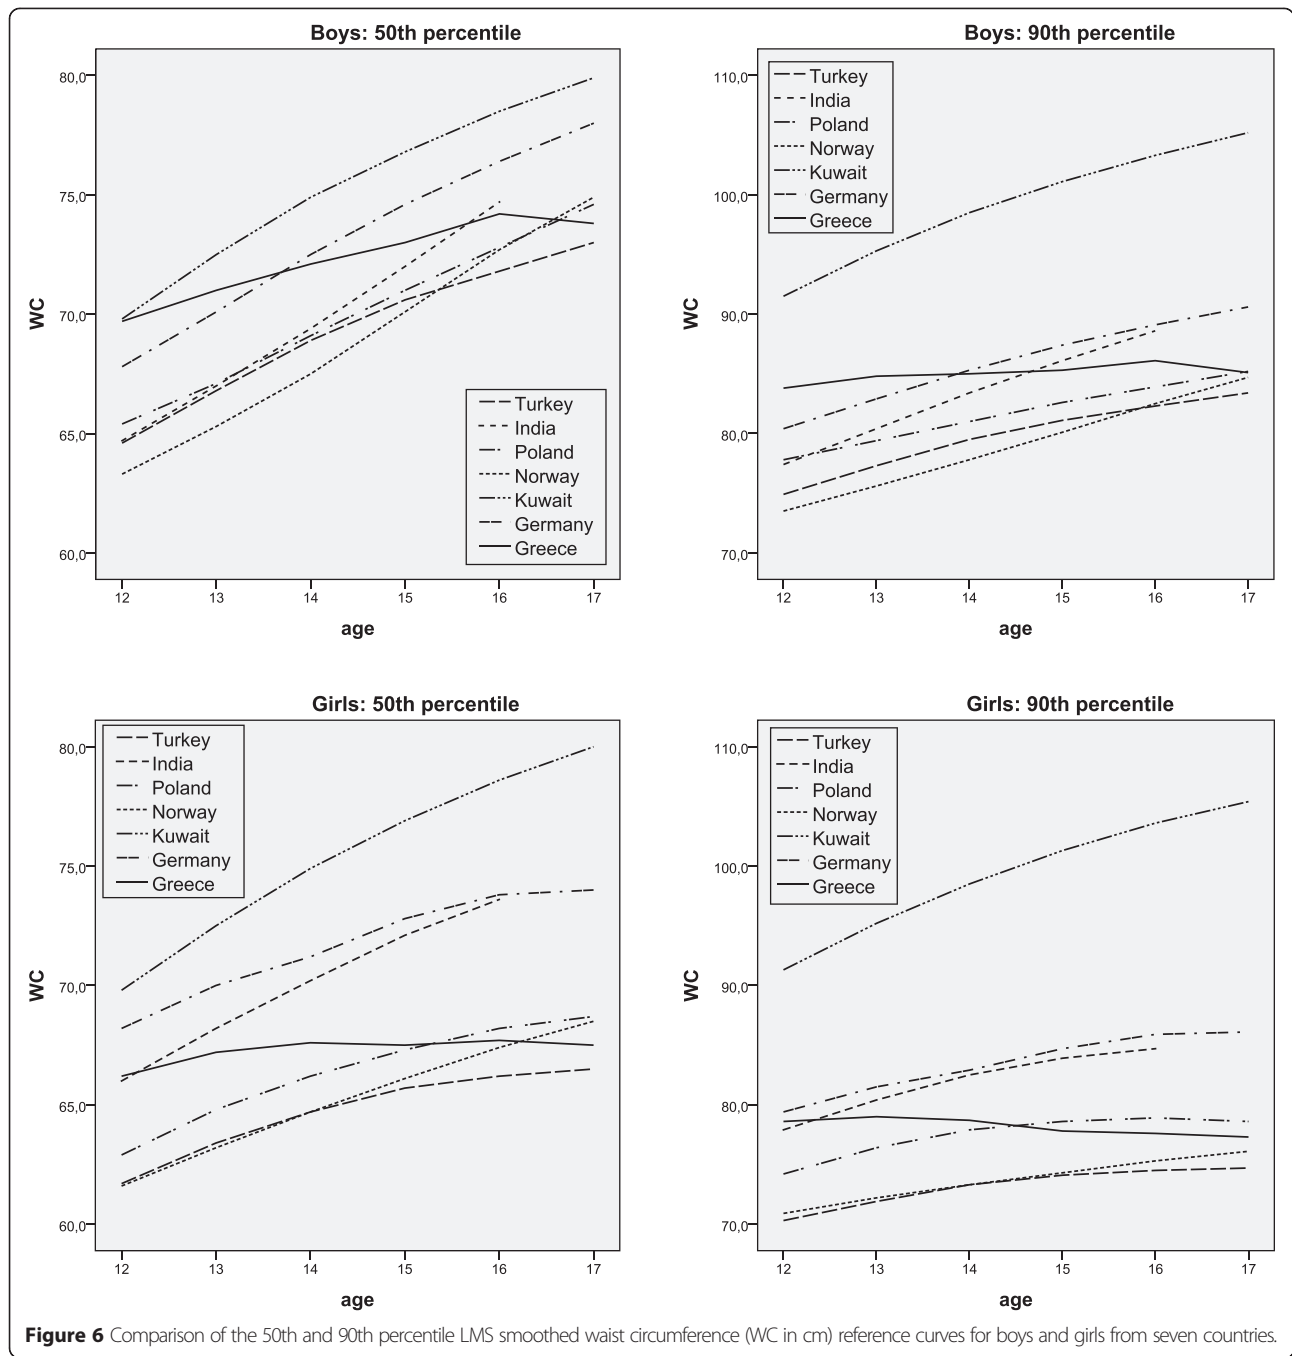 Boys: 50th percentile
80,0
75,0
70,0
65,0
60,0
WC
Turkey
India
Poland
Norway
Kuwait
Germany
Greece
12 13 14 15 16 17
age
Boys: 90th percentile
110,0
100,0
90,0
80,0
70,0
WC
Turkey
India
Poland
Norway
Kuwait
Germany
Greece
12 13 14 15 16 17
age
Girls: 50th percentile
80,0
75,0
70,0
65,0
60,0
WC
Turkey
India
Poland
Norway
Kuwait
Germany
Greece
12 13 14 15 16 17
age
Girls: 90th percentile
110,0
100,0
90,0
80,0
70,0
WC
Turkey
India
Poland
Norway
Kuwait
Germany
Greece
12 13 14 15 16 17
age
Figure 6 Comparison of the 50th and 90th percentile LMS smoothed waist circumference (WC in cm) reference curves for boys and girls from seven countries.